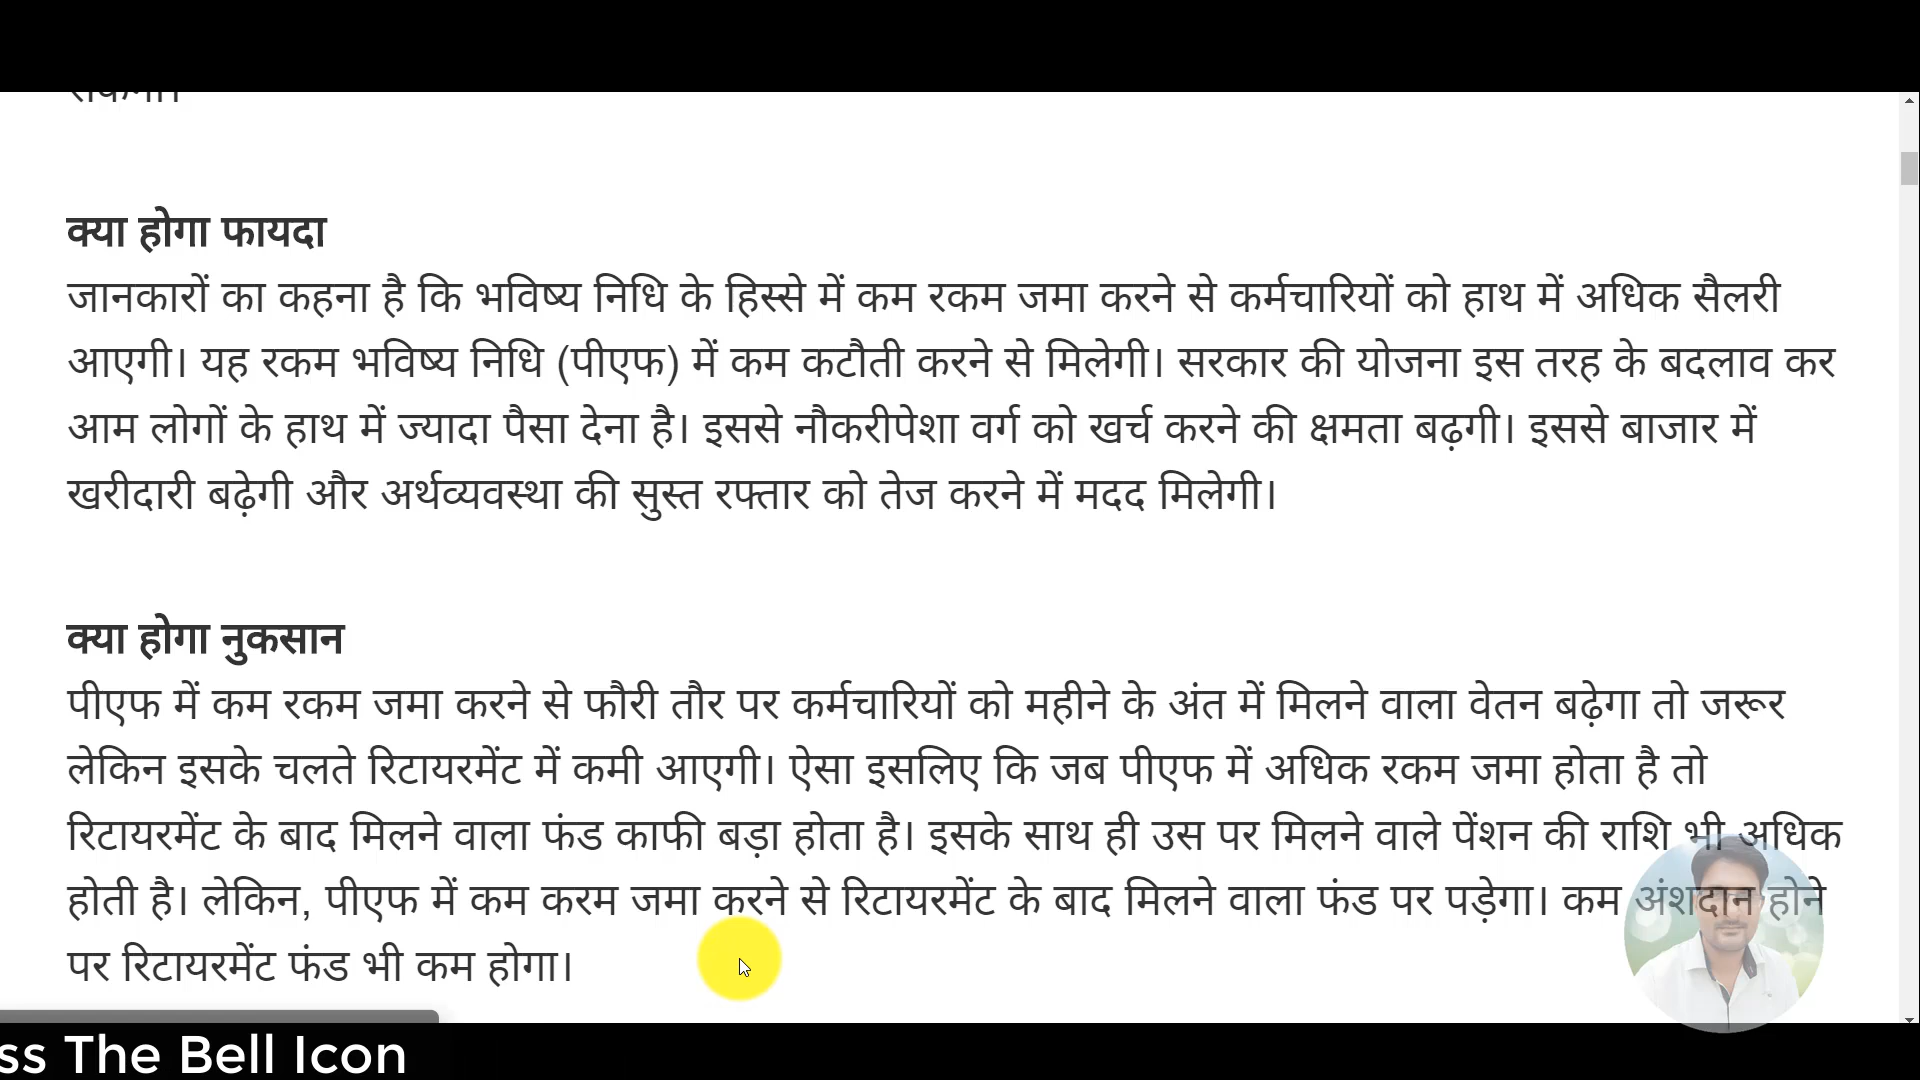 क्या होगा फायदा
जानकारों का कहना है कि भविष्य निधि के हिस्से में कम रकम जमा करने से कर्मचारियों को हाथ में अधिक सैलरी
आएगी। यह रकम भविष्य निधि (पीएफ) में कम कटौती करने से मिलेगी। सरकार की योजना इस तरह के बदलाव कर
आम लोगों के हाथ में ज्यादा पैसा देना है। इससे नौकरीपेशा वर्ग को खर्च करने की क्षमता बढ़गी। इससे बाजार में
खरीदारी बढ़ेगी और अर्थव्यवस्था की सुस्त रफ्तार को तेज करने में मदद मिलेगी।
क्या होगा नुकसान
पीएफ में कम रकम जमा करने से फौरी तौर पर कर्मचारियों को महीने के अंत में मिलने वाला वेतन बढ़ेगा तो जरूर
लेकिन इसके चलते रिटायरमेंट में कमी आएगी। ऐसा इसलिए कि जब पीएफ में अधिक रकम जमा होता है तो
रिटायरमेंट के बाद मिलने वाला फंड काफी बड़ा होता है। इसके साथ ही उस पर मिलने वाले पेंशन की राशि भी अधिक
होती है। लेकिन, पीएफ में कम करम जमा करने से रिटायरमेंट के बाद मिलने वाला फंड पर पड़ेगा। कम अंशदान होने
पर रिटायरमेंट फंड भी कम होगा।
ss The Bell Icon